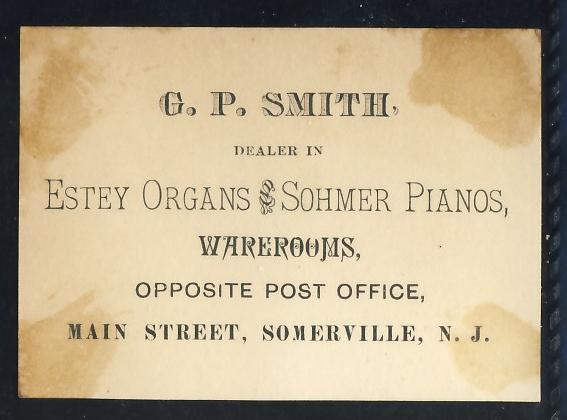 G. P. SMITH,
DEALER IN
ESTEY ORGANS & SOHMER PIANOS,
WAREROOMS,
OPPOSITE POST OFFICE,
MAIN STREET, SOMERVILLE, N. J.